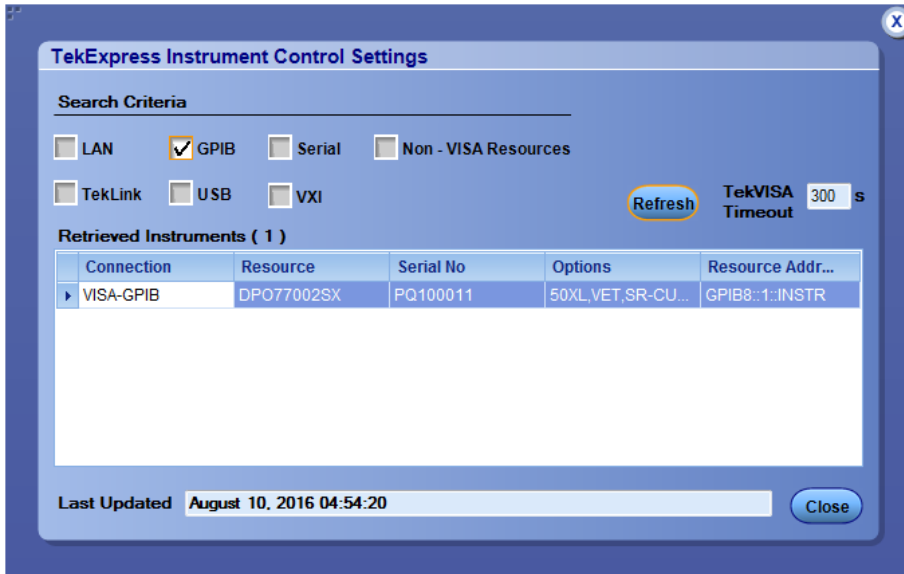 X
TekExpress Instrument Control Settings
Search Criteria
LAN GPIB Serial Non - VISA Resources
TekLink USB VXI
Refresh TekVISA Timeout 300 s
Retrieved Instruments ( 1 )
Connection Resource Serial No Options Resource Addr...
VISA-GPIB DPO77002SX PQ100011 50XL,VET,SR-CU... GPIB8::1::INSTR
Last Updated August 10, 2016 04:54:20 Close